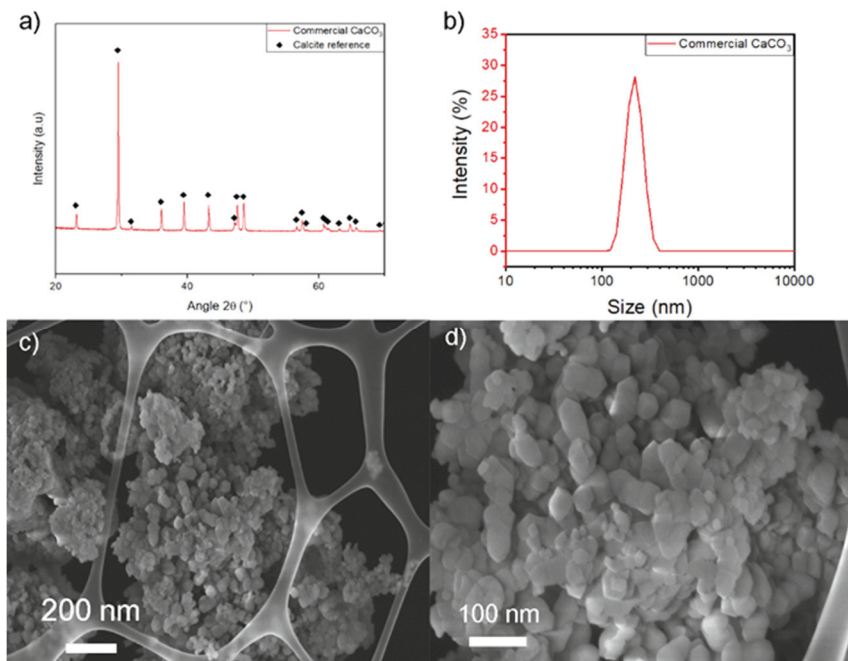 a)
Commercial CaCO₃
Calcite reference
Intensity (a.u)
20
40
60
Angle 2θ (°)
b)
Commercial CaCO₃
Intensity (%)
35
30
25
20
15
10
5
0
10
100
1000
10000
Size (nm)
c)
200 nm
d)
100 nm